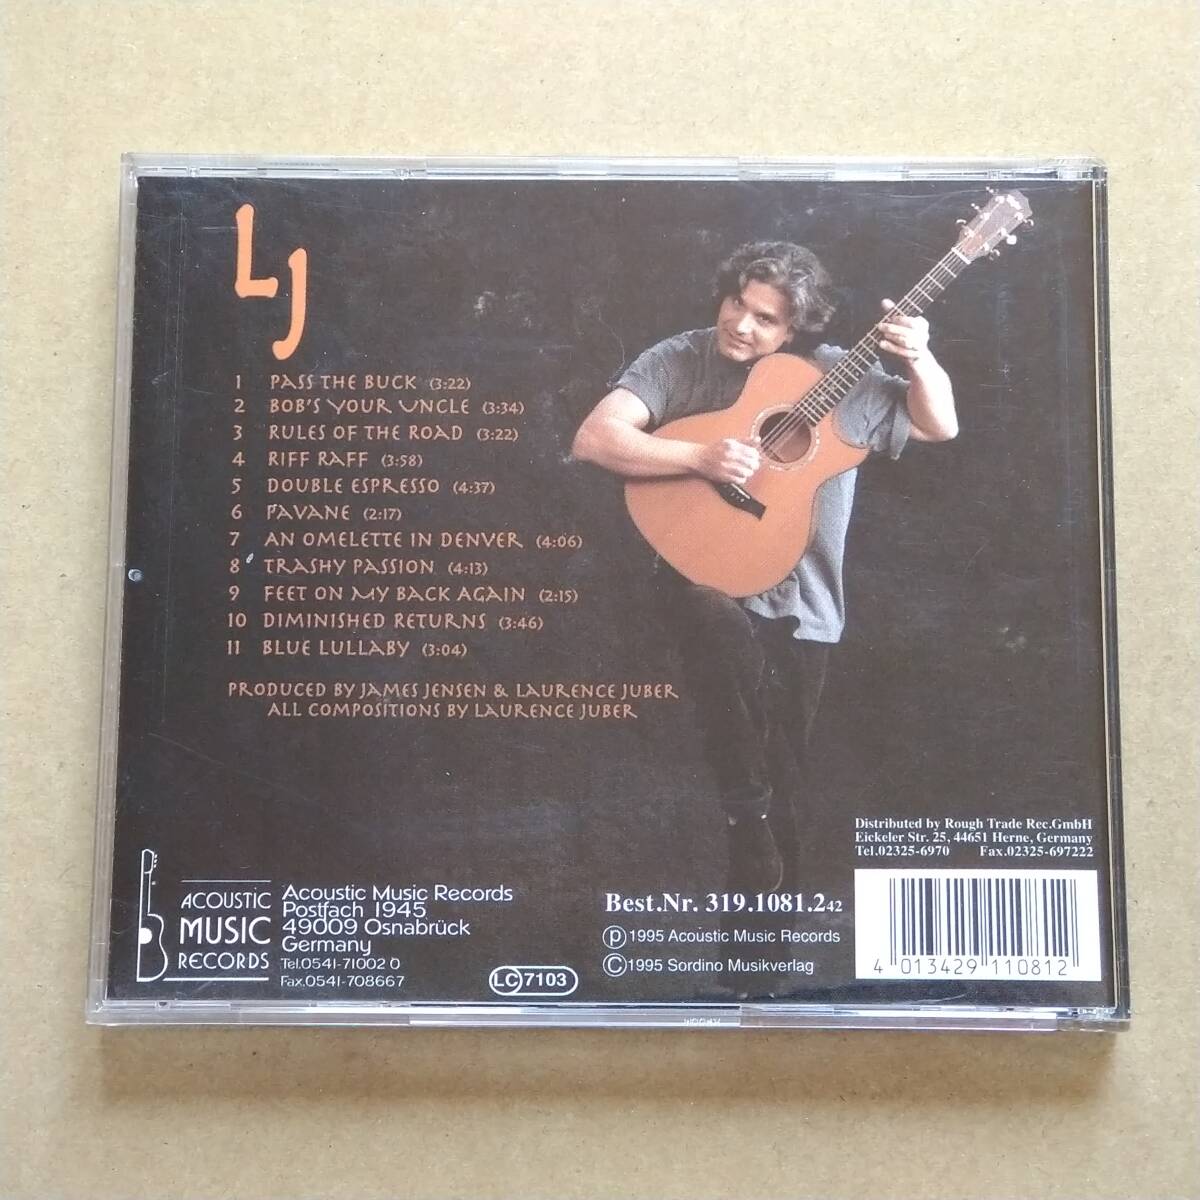 LJ
1 PASS THE BUCK (3:22)
2 BOB'S YOUR UNCLE (3:34)
3 RULES OF THE ROAD (3:22)
4 RIFF RAFF (3:58)
5 DOUBLE ESPRESSO (4:37)
6 PAVANE (2:17)
7 AN OMELETTE IN DENVER (4:06)
8 TRASHY PASSION (4:13)
9 FEET ON MY BACK AGAIN (2:15)
10 DIMINISHED RETURNS (3:46)
11 BLUE LULLABY (3:04)
PRODUCED BY JAMES JENSEN & LAURENCE JUBER
ALL COMPOSITIONS BY LAURENCE JUBER
Distributed by Rough Trade Rec.GmbH
Eickeler Str. 25, 44651 Herne, Germany
Tel.02325-6970 Fax.02325-697222
ACOUSTIC
MUSIC
RECORDS
Acoustic Music Records
Postfach 1945
49009 Osnabrück
Germany
Tel.0541-71002 0
Fax.0541-708667
LC 7103
Best.Nr. 319.1081.2 42
℗ 1995 Acoustic Music Records
© 1995 Sordino Musikverlag
4 013429 110812